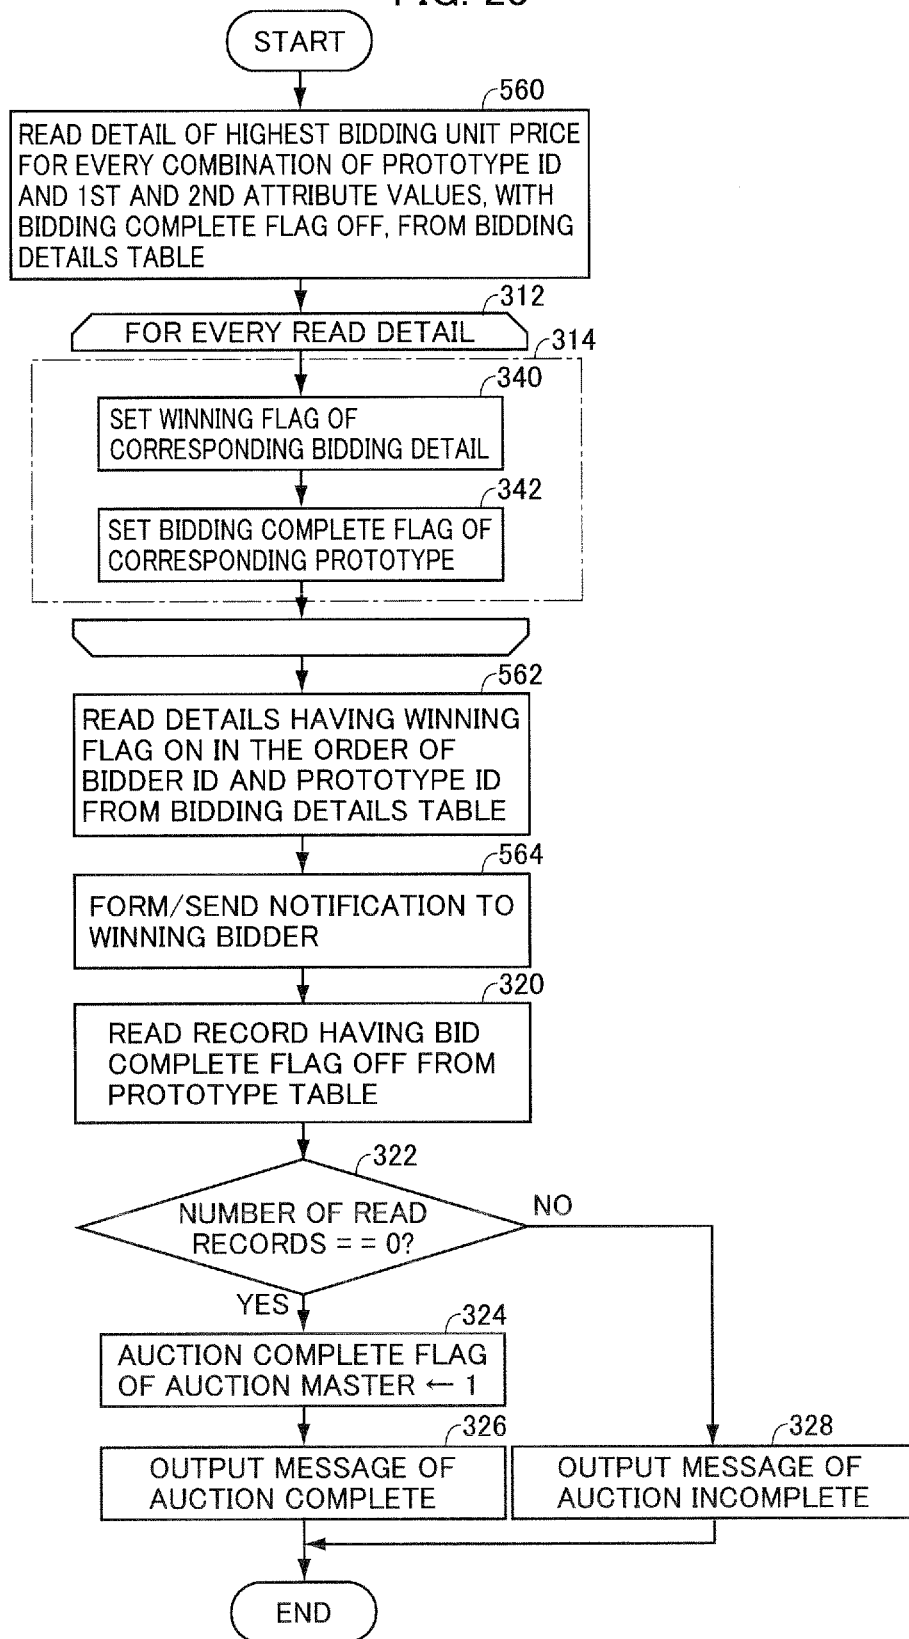 START
560
READ DETAIL OF HIGHEST BIDDING UNIT PRICE
FOR EVERY COMBINATION OF PROTOTYPE ID
AND 1ST AND 2ND ATTRIBUTE VALUES, WITH
BIDDING COMPLETE FLAG OFF, FROM BIDDING
DETAILS TABLE
312
FOR EVERY READ DETAIL
314
340
SET WINNING FLAG OF
CORRESPONDING BIDDING DETAIL
342
SET BIDDING COMPLETE FLAG OF
CORRESPONDING PROTOTYPE
562
READ DETAILS HAVING WINNING
FLAG ON IN THE ORDER OF
BIDDER ID AND PROTOTYPE ID
FROM BIDDING DETAILS TABLE
564
FORM/SEND NOTIFICATION TO
WINNING BIDDER
320
READ RECORD HAVING BID
COMPLETE FLAG OFF FROM
PROTOTYPE TABLE
322
NUMBER OF READ
RECORDS = = 0?
NO
YES
324
AUCTION COMPLETE FLAG
OF AUCTION MASTER ← 1
326
OUTPUT MESSAGE OF
AUCTION COMPLETE
328
OUTPUT MESSAGE OF
AUCTION INCOMPLETE
END